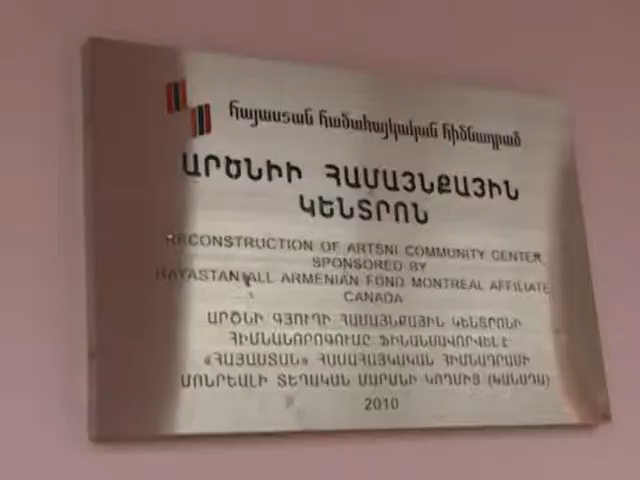 հայաստան համահայկական հիմնադրամ
ԱՐԾՆԻԻ ՀԱՄԱՅՆՔԱՅԻՆ
ԿԵՆՏՐՈՆ
RECONSTRUCTION OF ARTSNI COMMUNITY CENTER
SPONSORED BY
HAYASTAN ALL ARMENIAN FOND MONTREAL AFFILIATE
CANADA
ԱՐԾՆԻ ԳՅՈՒՂԻ ՀԱՄԱՅՆՔԱՅԻՆ ԿԵՆՏՐՈՆԻ
ՀԻՄՆԱՆՈՐՈԳՈՒՄԸ ՖԻՆԱՆՍԱՎՈՐՎԵԼ Է
«ՀԱՅԱՍՏԱՆ» ՀԱՄԱՀԱՅԿԱԿԱՆ ՀԻՄՆԱԴՐԱՄԻ
ՄՈՆՐԵԱԼԻ ՏԵՂԱԿԱՆ ՄԱՐՄՆԻ ԿՈՂՄԻՑ (ԿԱՆԱԴԱ)
2010